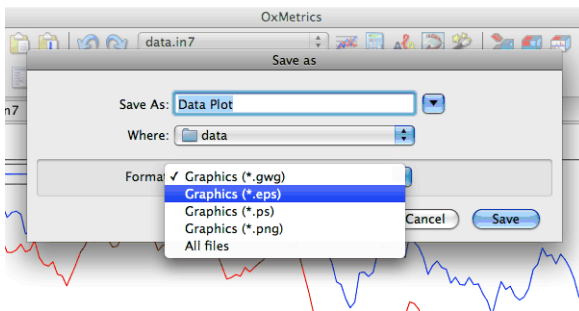 OxMetrics
data.in7
Save as
n7
Save As: Data Plot
Where: data
Format
✓ Graphics (*.gwg)
Graphics (*.eps)
Graphics (*.ps)
Graphics (*.png)
All files
Cancel Save